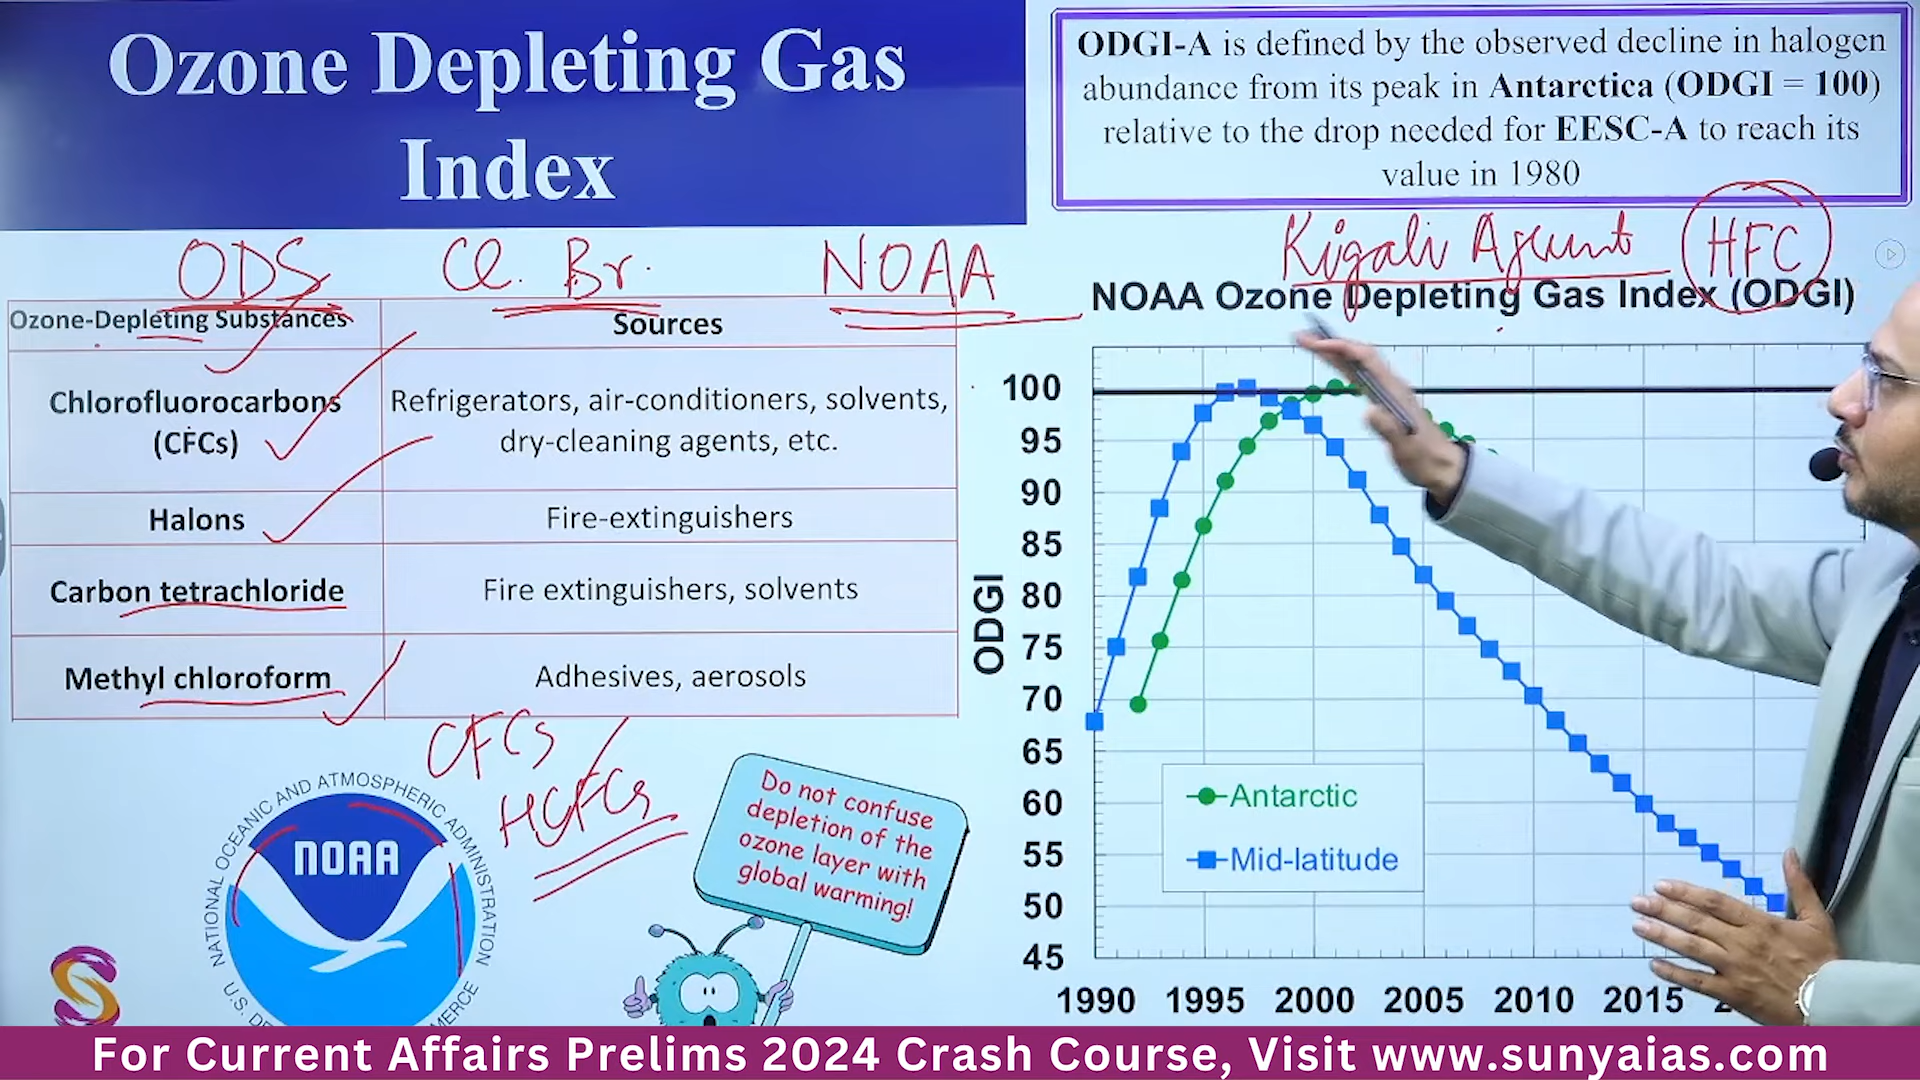 Ozone Depleting Gas
Index
ODGI-A is defined by the observed decline in halogen
abundance from its peak in Antarctica (ODGI = 100)
relative to the drop needed for EESC-A to reach its
value in 1980
ODS
Cl. Br.
NOAA
Kigali
HFC
Ozone-Depleting Substances
Sources
Chlorofluorocarbons
(CFCs)
Refrigerators, air-conditioners, solvents,
dry-cleaning agents, etc.
Halons
Fire-extinguishers
Carbon tetrachloride
Fire extinguishers, solvents
Methyl chloroform
Adhesives, aerosols
CFCs
HCFCs
NATIONAL OCEANIC AND ATMOSPHERIC ADMINISTRATION
NOAA
Do not confuse
depletion of the
ozone layer with
global warming!
NOAA Ozone Depleting Gas Index (ODGI)
ODGI
100
95
90
85
80
75
70
65
60
55
50
45
Antarctic
Mid-latitude
1990 1995 2000 2005 2010 2015
For Current Affairs Prelims 2024 Crash Course, Visit www.sunyaias.com